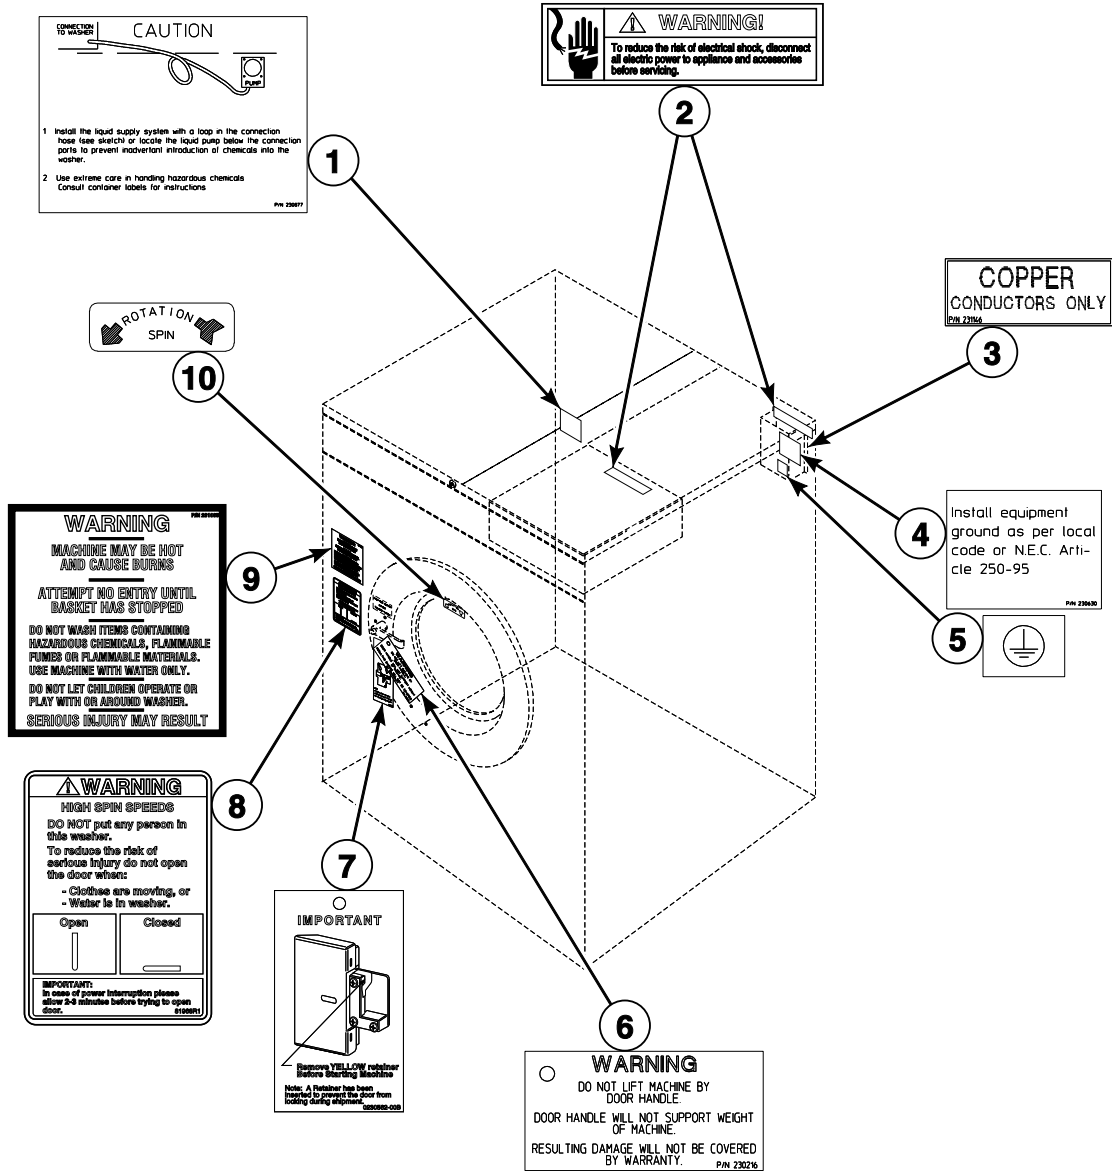 CONNECTION
TO WASHER
CAUTION
PUMP
1 Install the liquid supply system with a loop in the connection
hose (see sketch) or locate the liquid pump below the connection
ports to prevent inadvertent introduction of chemicals into the
washer.
2 Use extreme care in handling hazardous chemicals
Consult container labels for instructions
P/N 230877
1
WARNING!
To reduce the risk of electrical shock, disconnect
all electric power to appliance and accessories
before servicing.
2
COPPER
CONDUCTORS ONLY
P/N 231146
3
ROTATION
SPIN
10
Install equipment
ground as per local
code or N.E.C. Arti-
cle 250-95
P/N 230630
4
5
WARNING
MACHINE MAY BE HOT
AND CAUSE BURNS
ATTEMPT NO ENTRY UNTIL
BASKET HAS STOPPED
DO NOT WASH ITEMS CONTAINING
HAZARDOUS CHEMICALS, FLAMMABLE
FUMES OR FLAMMABLE MATERIALS.
USE MACHINE WITH WATER ONLY.
DO NOT LET CHILDREN OPERATE OR
PLAY WITH OR AROUND WASHER.
SERIOUS INJURY MAY RESULT
9
WARNING
HIGH SPIN SPEEDS
DO NOT put any person in
this washer.
To reduce the risk of
serious injury do not open
the door when:
- Clothes are moving, or
- Water is in washer.
Open Closed
IMPORTANT:
In case of power interruption please
allow 2-3 minutes before trying to open
door. 81966R1
8
7
IMPORTANT
Remove YELLOW retainer
Before Starting Machine
Note: A Retainer has been
inserted to prevent the door from
locking during shipment.
0230862-00B
6
WARNING
DO NOT LIFT MACHINE BY
DOOR HANDLE.
DOOR HANDLE WILL NOT SUPPORT WEIGHT
OF MACHINE.
RESULTING DAMAGE WILL NOT BE COVERED
BY WARRANTY.
P/N 230216